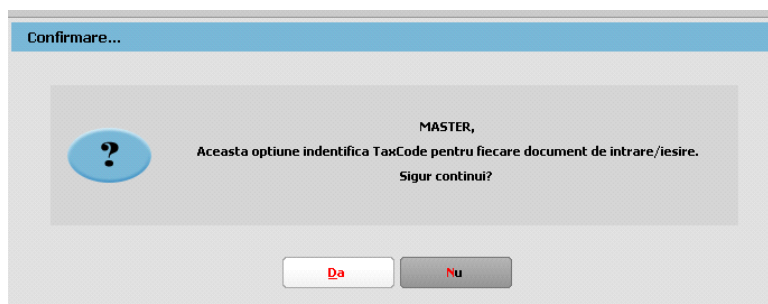 Confirmare...
?
MASTER,
Aceasta optiune indentifica TaxCode pentru fiecare document de intrare/iesire.
Sigur continui?
Da
Nu